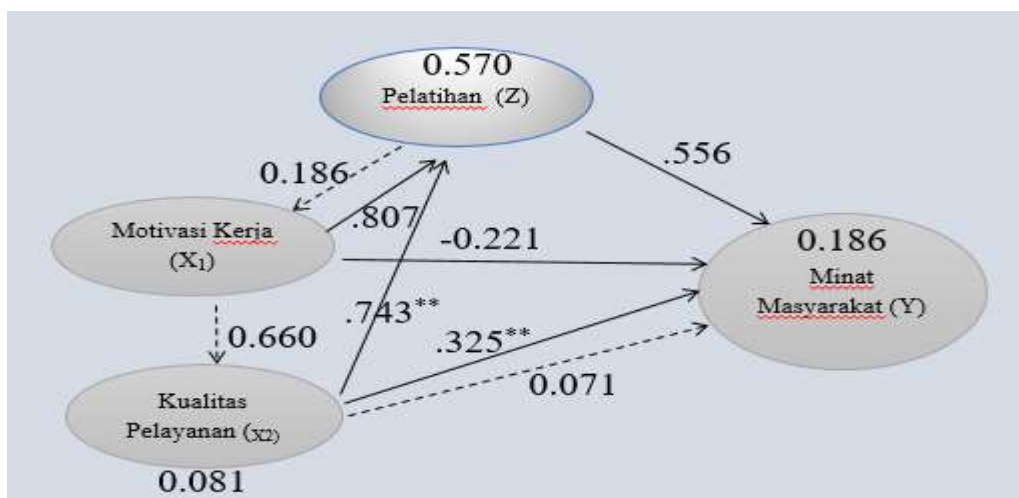 0.570
Pelatihan (Z)
0.186
.556
.807
Motivasi Kerja
(X1)
-0.221
0.186
Minat
Masyarakat (Y)
.743**
0.660
.325**
0.071
Kualitas
Pelayanan (X2)
0.081